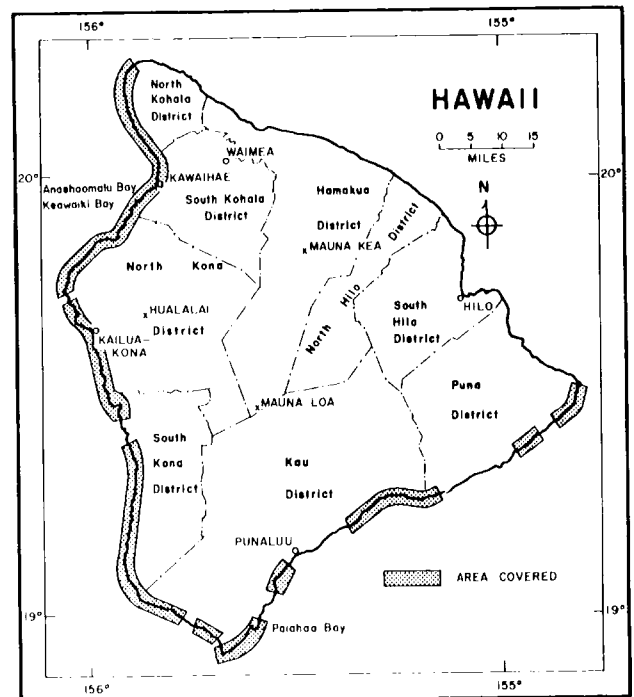 156°
155°
North
Kohala
District
HAWAII
0 5 10 15
MILES
WAIMEA
20°
KAWAIHAE
20°
Anaehoomalu Bay
Keawaiki Bay
South Kohala
District
Hamakua
District
N
MAUNA KEA
North Kona
District
HUALALAI
North Hilo District
South
Hilo
District
HILO
KAILUA-
KONA
Puna
District
MAUNA LOA
South
Kona
District
Kau
District
PUNALUU
AREA COVERED
19°
19°
Paiahaa Bay
156°
155°